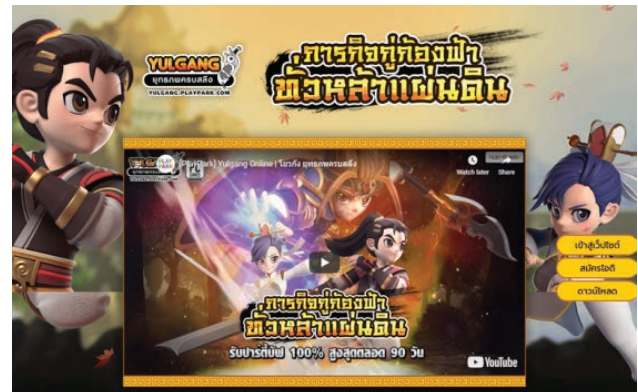 YULGANG
ยุทธภพครบสลึง
YULGANG.PLAYPARK.COM
ภารกิจกู่ก้องฟ้า
ทั่วหล้าแผ่นดิน
[PlayPark] Yulgang Online | โยวกัง ยุทธภพครบสลึง
Watch later
Share
ภารกิจกู่ก้องฟ้า
ทั่วหล้าแผ่นดิน
รับปาร์ตี้บัฟ 100% สูงสุดตลอด 90 วัน
YouTube
เข้าสู่เว็บไซต์
สมัครไอดี
ดาวน์โหลด